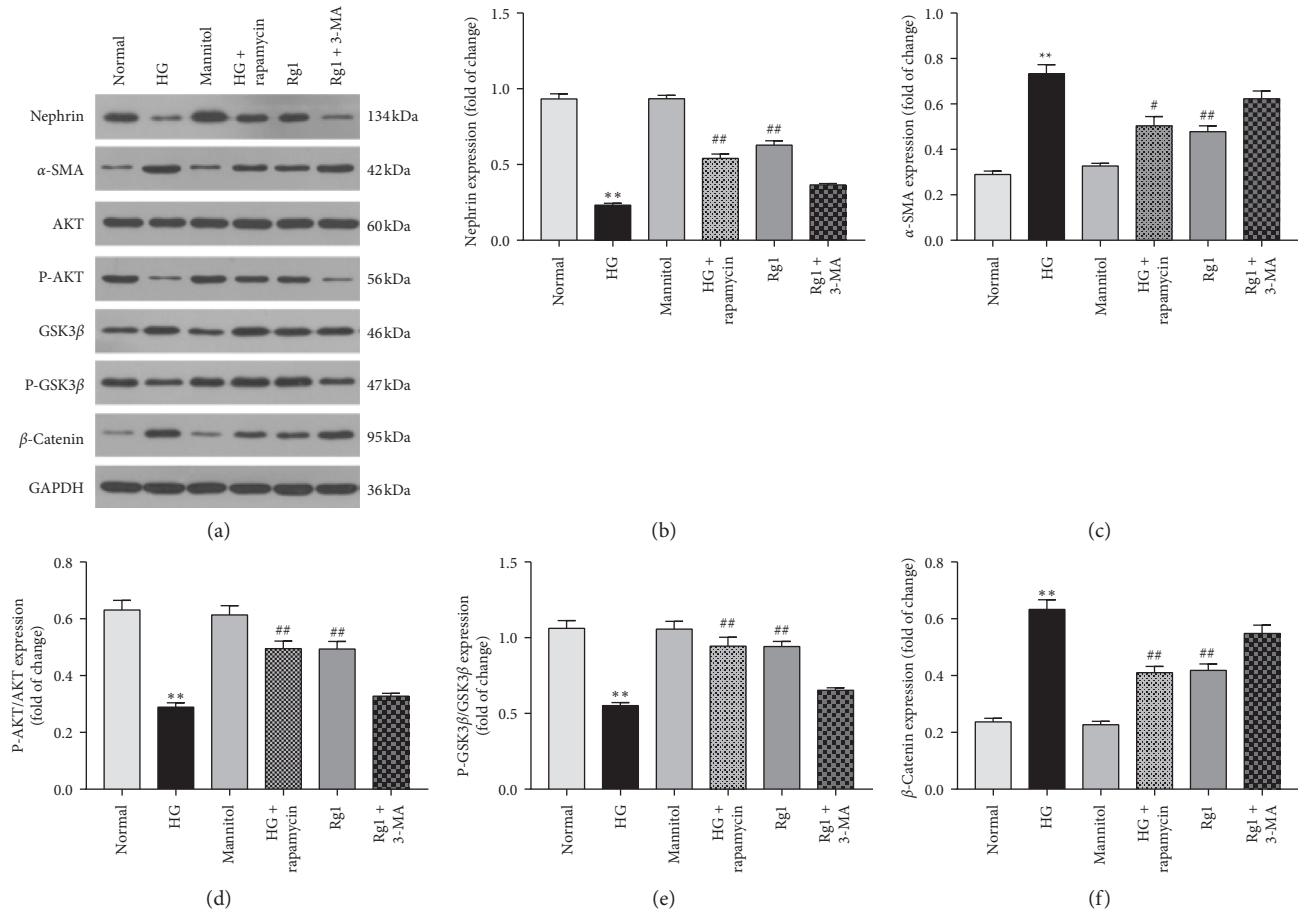 Normal
HG
Mannitol
HG +
rapamycin
Rg1
Rg1 + 3-MA
Nephrin
134 kDa
α-SMA
42 kDa
AKT
60 kDa
P-AKT
56 kDa
GSK3β
46 kDa
P-GSK3β
47 kDa
β-Catenin
95 kDa
GAPDH
36 kDa
(a)
Nephrin expression (fold of change)
1.5
1.0
0.5
0.0
**
##
##
Normal
HG
Mannitol
HG +
rapamycin
Rg1
Rg1 +
3-MA
(b)
α-SMA expression (fold of change)
1.0
0.8
0.6
0.4
0.2
0.0
**
#
##
Normal
HG
Mannitol
HG +
rapamycin
Rg1
Rg1 +
3-MA
(c)
P-AKT/AKT expression
(fold of change)
0.8
0.6
0.4
0.2
0.0
**
##
##
Normal
HG
Mannitol
HG +
rapamycin
Rg1
Rg1 +
3-MA
(d)
P-GSK3β/GSK3β expression
(fold of change)
1.5
1.0
0.5
0.0
**
##
##
Normal
HG
Mannitol
HG +
rapamycin
Rg1
Rg1 +
3-MA
(e)
β-Catenin expression (fold of change)
0.8
0.6
0.4
0.2
0.0
**
##
##
Normal
HG
Mannitol
HG +
rapamycin
Rg1
Rg1 +
3-MA
(f)